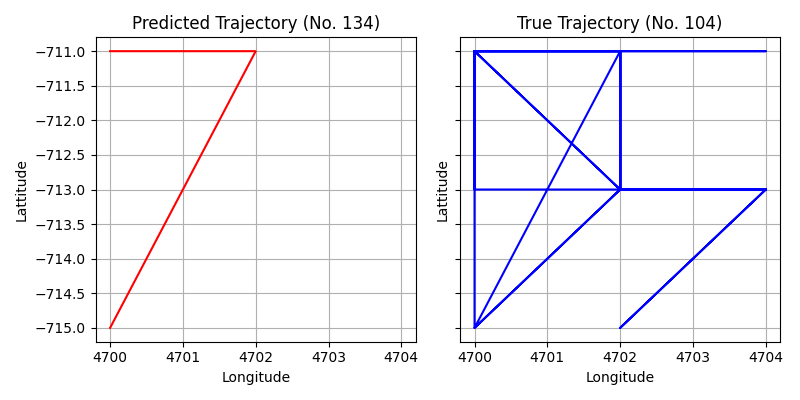 Predicted Trajectory (No. 134)
Lattitude
−711.0
−711.5
−712.0
−712.5
−713.0
−713.5
−714.0
−714.5
−715.0
4700 4701 4702 4703 4704
Longitude
True Trajectory (No. 104)
Lattitude
4700 4701 4702 4703 4704
Longitude